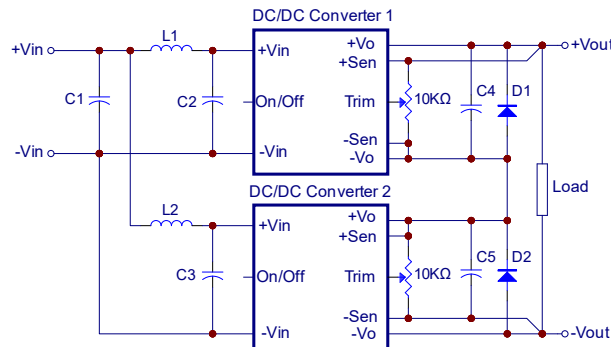 DC/DC Converter 1
+Vin
L1
+Vin
+Vo
+Sen
+Vout
C1
C2
On/Off
Trim
10KΩ
C4
D1
-Vin
-Vin
-Sen
-Vo
DC/DC Converter 2
Load
L2
+Vin
+Vo
+Sen
C3
On/Off
Trim
10KΩ
C5
D2
-Vin
-Sen
-Vo
-Vout